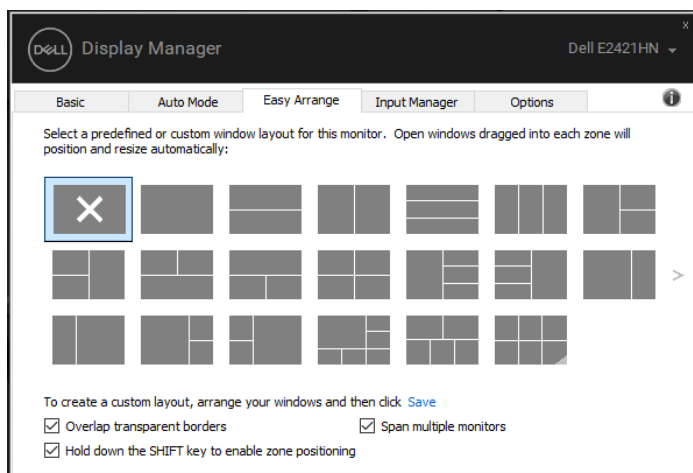 x
DELL Display Manager
Dell E2421HN
Basic Auto Mode Easy Arrange Input Manager Options
Select a predefined or custom window layout for this monitor. Open windows dragged into each zone will
position and resize automatically:
To create a custom layout, arrange your windows and then click Save
Overlap transparent borders Span multiple monitors
Hold down the SHIFT key to enable zone positioning